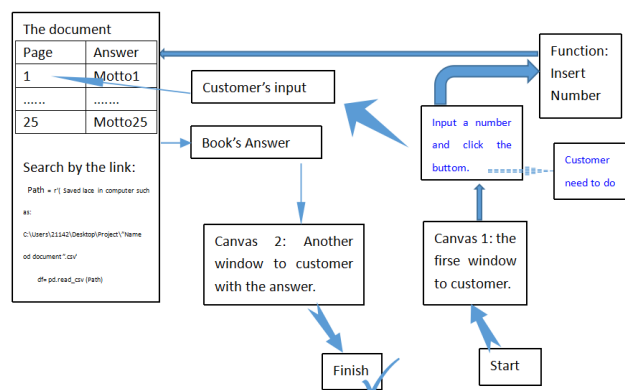 The document
Page Answer
1 Motto1
...... .......
25 Motto25
Search by the link:
Path = r'( Saved lace in computer such
as:
C:\Users\21142\Desktop\Project\"Name
od document ".csv'
df= pd.read_csv (Path)
Customer's input
Book's Answer
Canvas 2: Another
window to customer
with the answer.
Finish
Function:
Insert
Number
Input a number
and click the
buttom.
Customer
need to do
Canvas 1: the
firse window
to customer.
Start